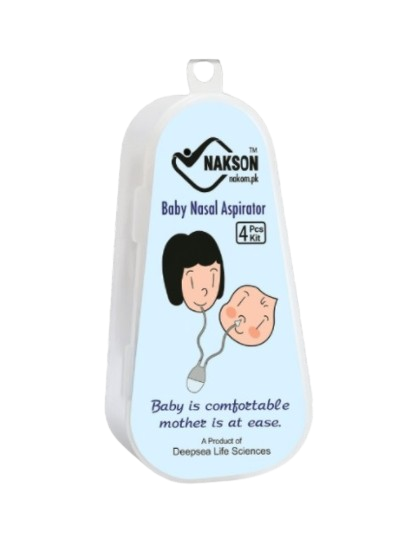 NAKSON TM
nakson.pk
Baby Nasal Aspirator
4 Pcs
Kit
Baby is comfortable
mother is at ease.
A Product of
Deepsea Life Sciences